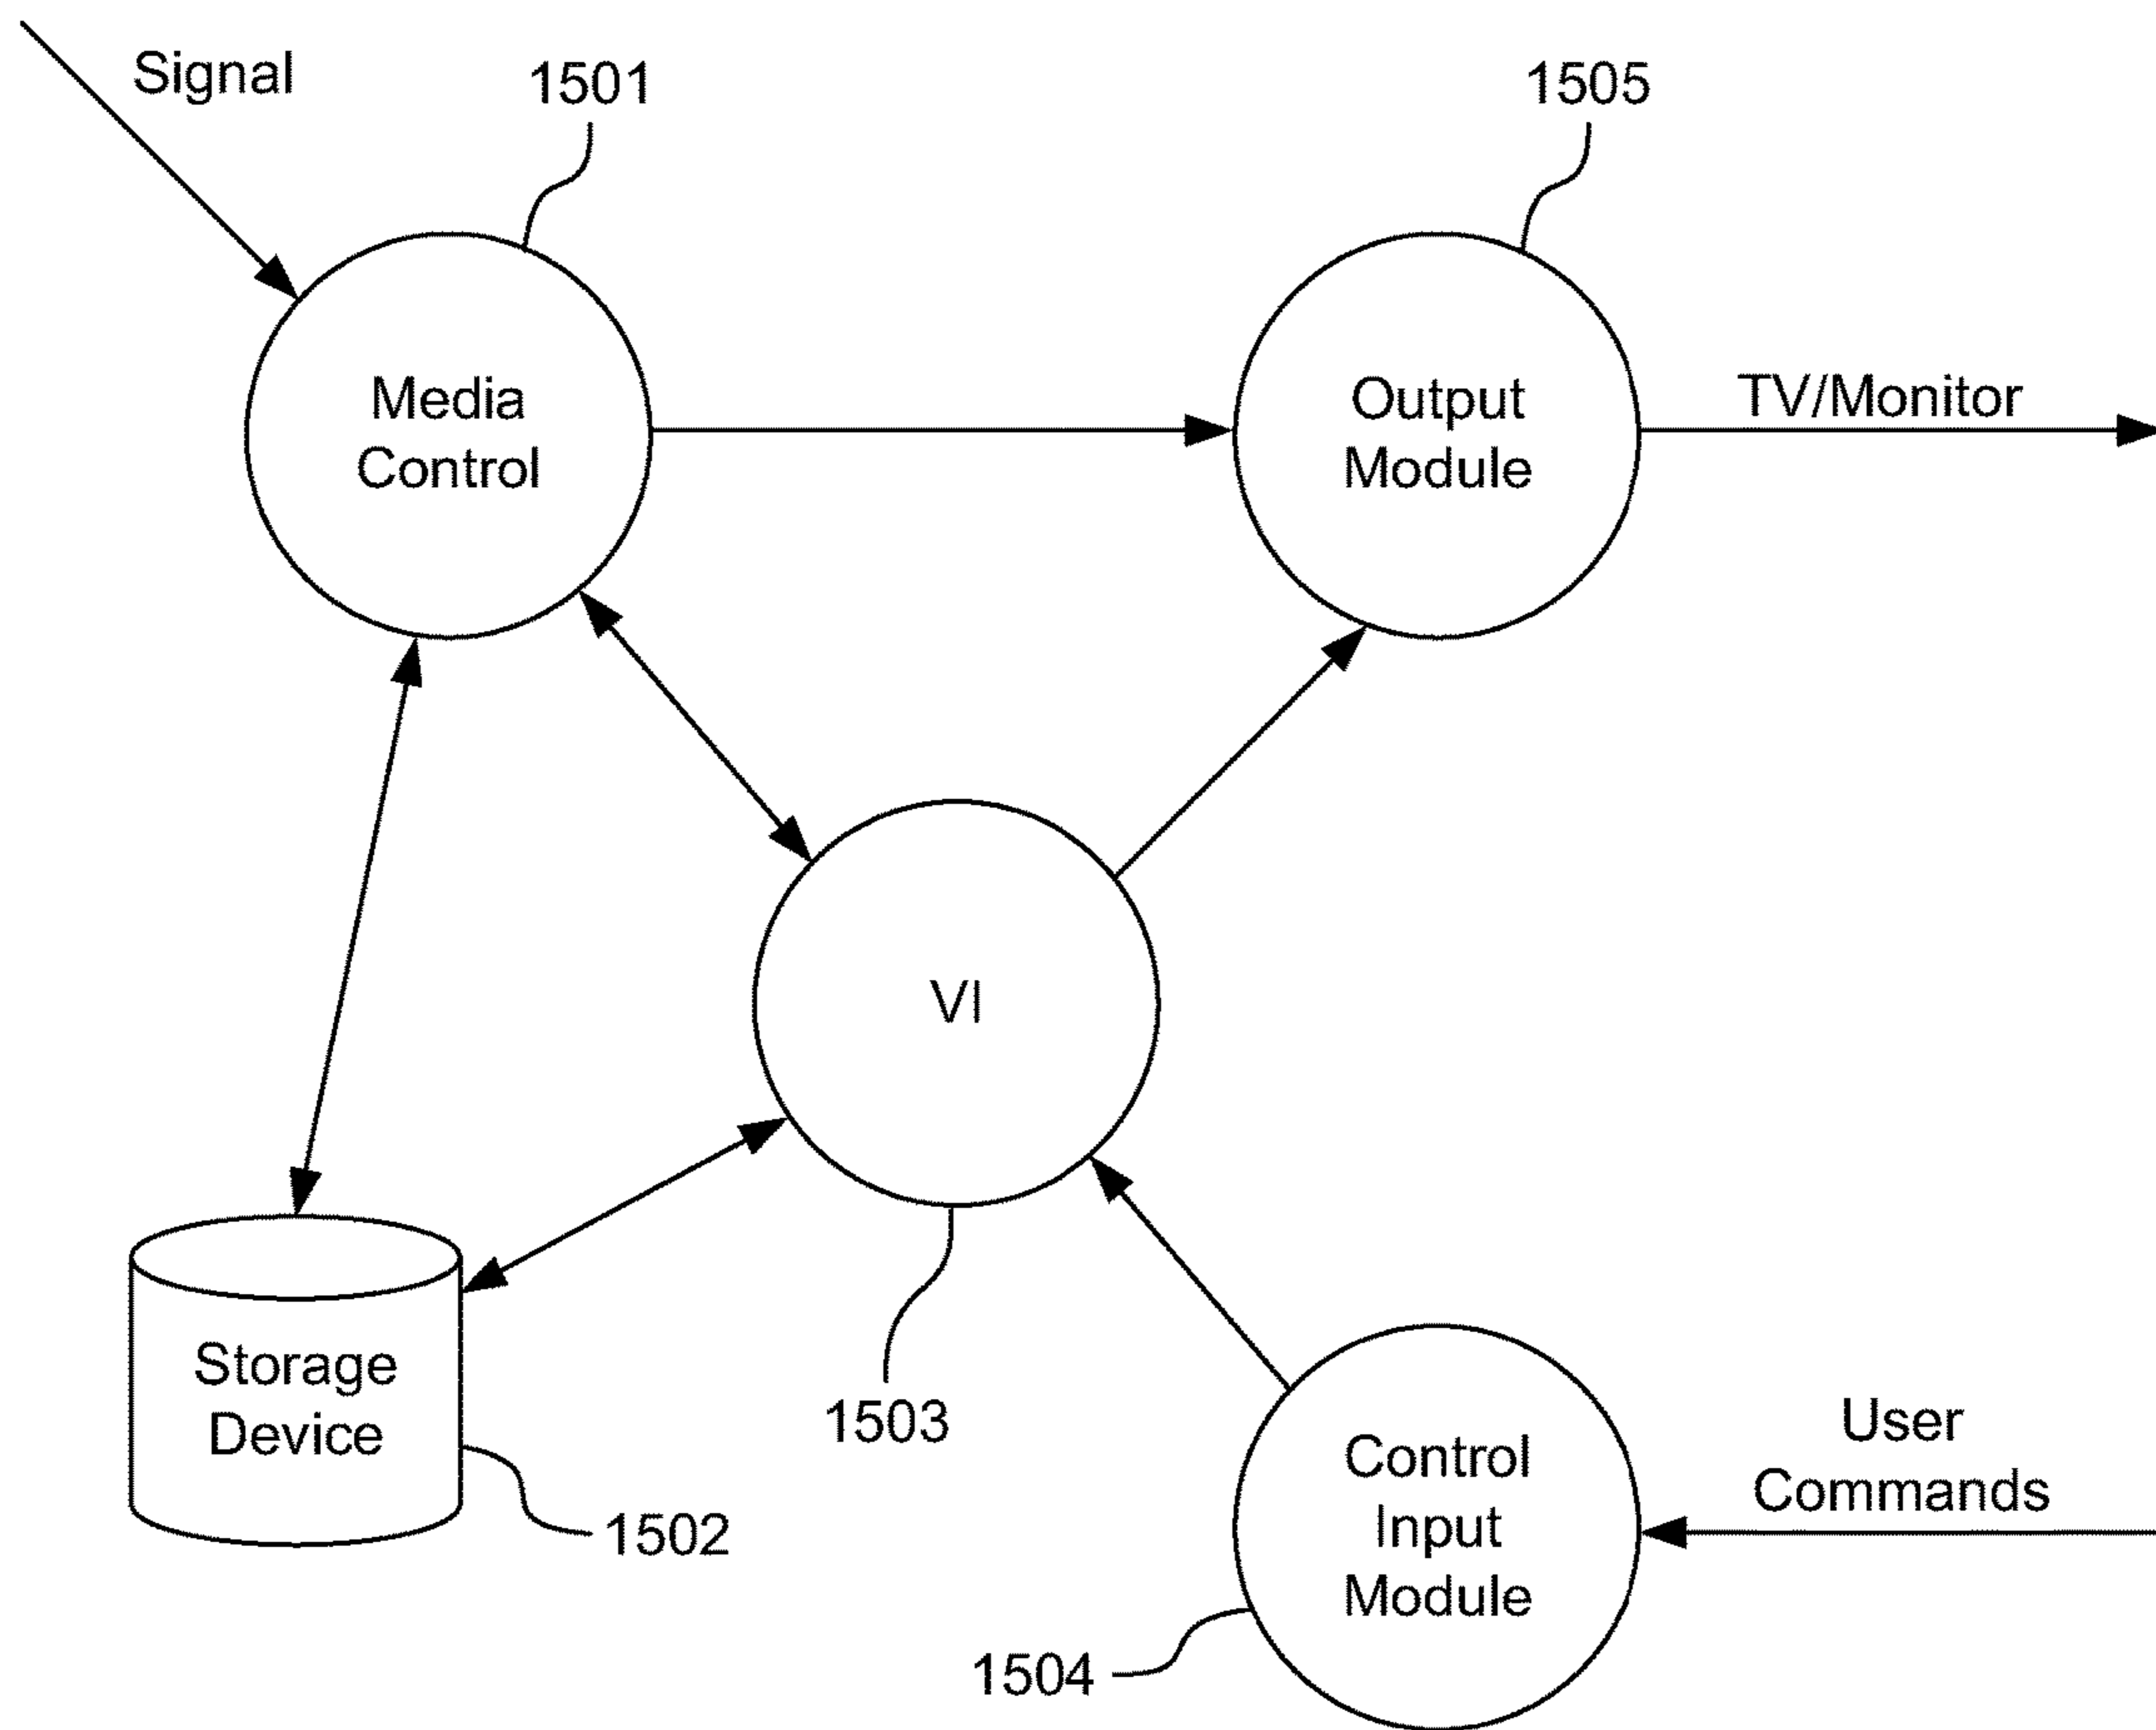 Signal
1501
1505
Media
Control
Output
Module
TV/Monitor
VI
Storage
Device
1503
1502
Control
Input
Module
User
Commands
1504